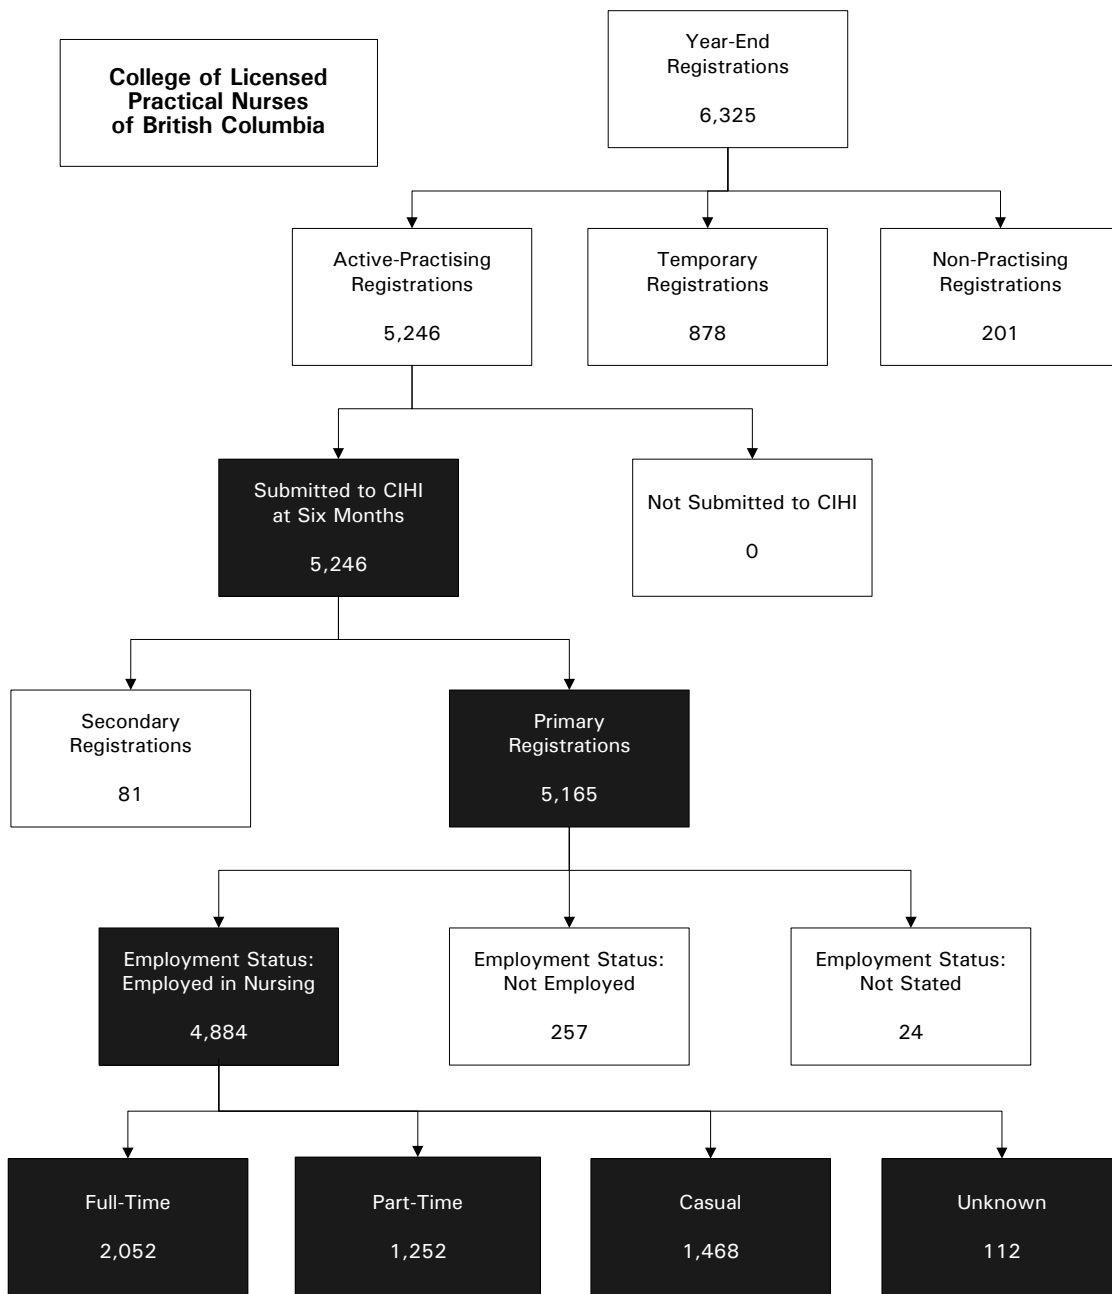 College of Licensed
Practical Nurses
of British Columbia
Year-End
Registrations
6,325
Active-Practising
Registrations
5,246
Temporary
Registrations
878
Non-Practising
Registrations
201
Submitted to CIHI
at Six Months
5,246
Not Submitted to CIHI
0
Secondary
Registrations
81
Primary
Registrations
5,165
Employment Status:
Employed in Nursing
4,884
Employment Status:
Not Employed
257
Employment Status:
Not Stated
24
Full-Time
2,052
Part-Time
1,252
Casual
1,468
Unknown
112